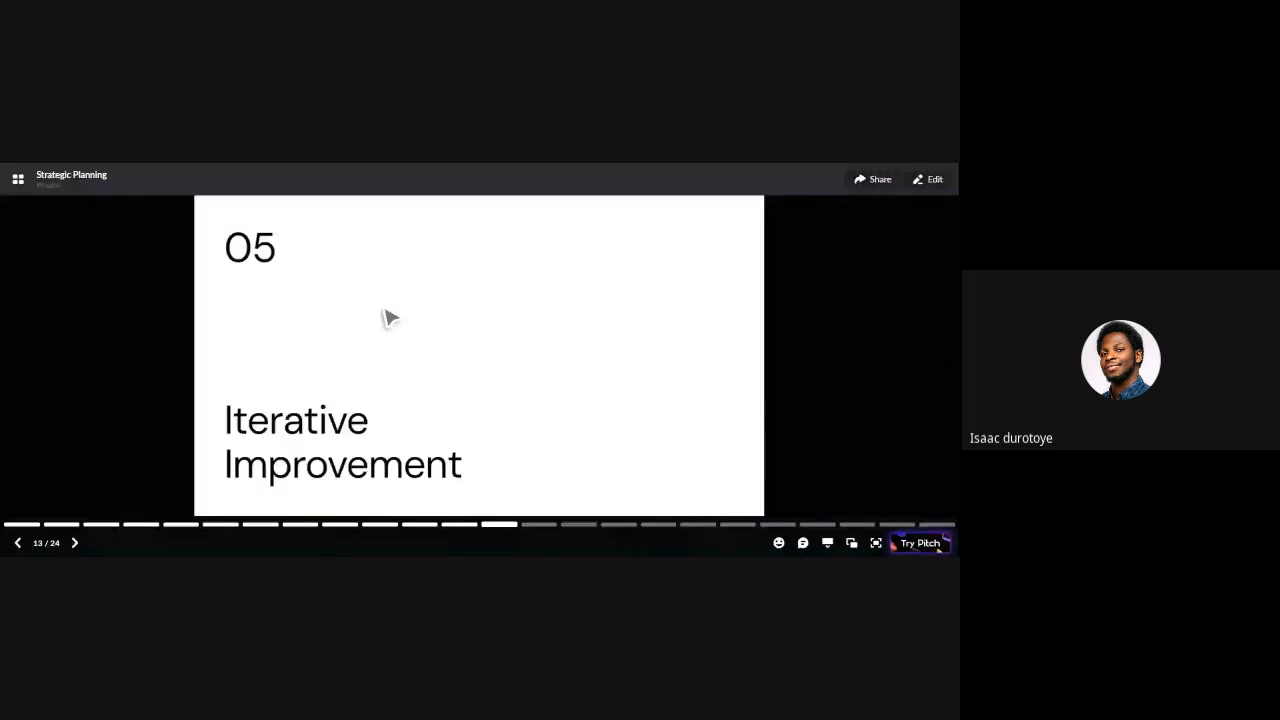 Strategic Planning
Share
Edit
05
Iterative
Improvement
13 / 24
Try Pitch
Isaac durotoye